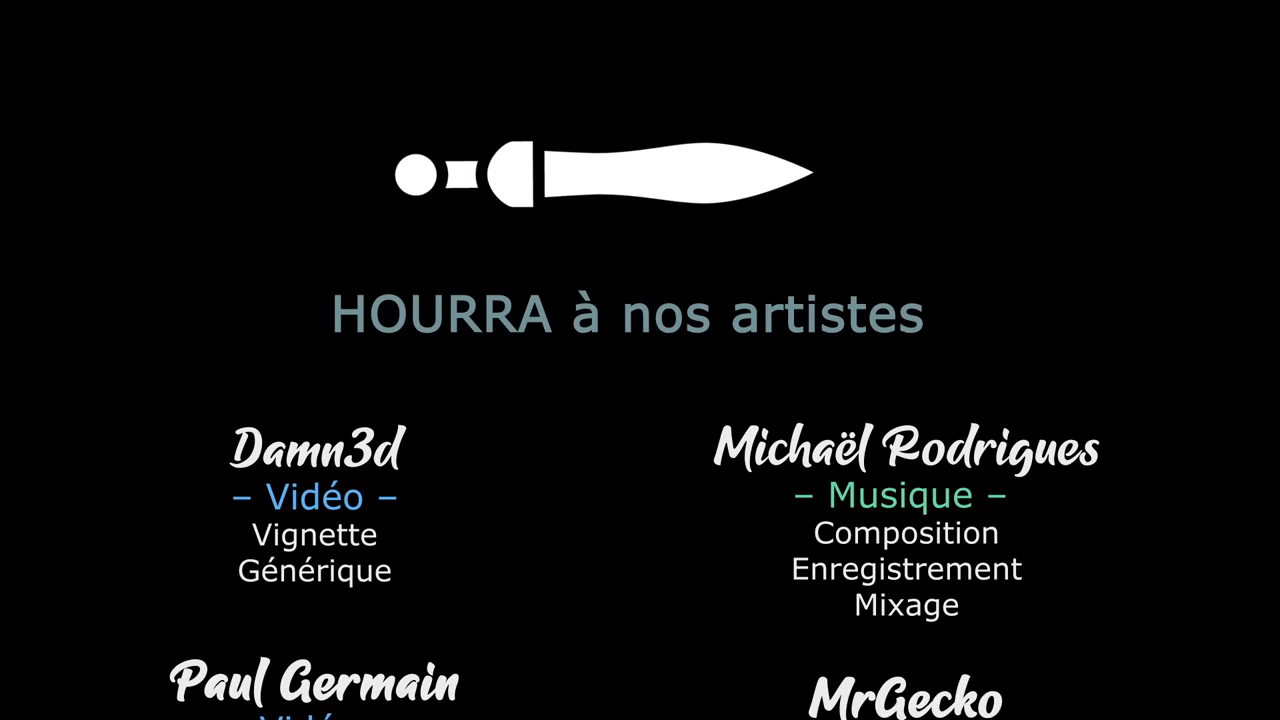 HOURRA à nos artistes
Damn3d
– Vidéo –
Vignette
Générique
Michaël Rodrigues
– Musique –
Composition
Enregistrement
Mixage
Paul Germain
MrGecko